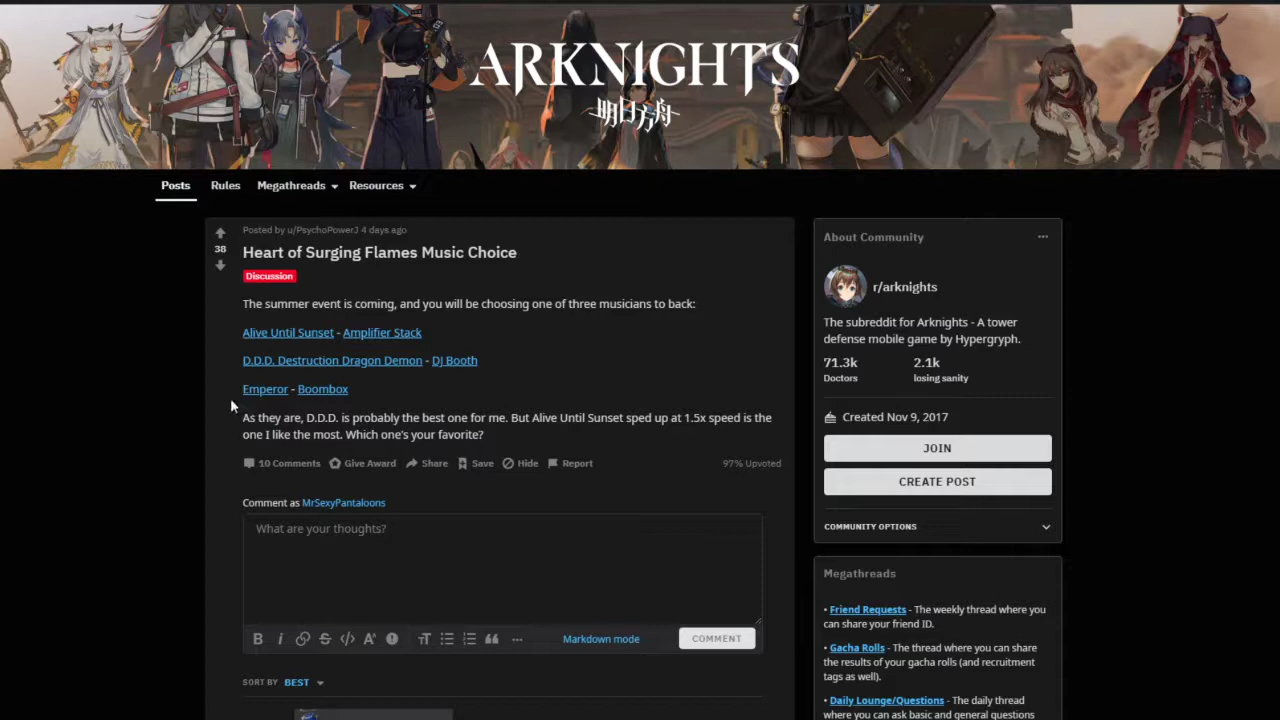 ARKNIGHTS
明日方舟
Posts Rules Megathreads Resources
Posted by u/PsychoPowerJ 4 days ago
38
Heart of Surging Flames Music Choice
Discussion
The summer event is coming, and you will be choosing one of three musicians to back:
Alive Until Sunset - Amplifier Stack
D.D.D. Destruction Dragon Demon - DJ Booth
Emperor - Boombox
As they are, D.D.D. is probably the best one for me. But Alive Until Sunset sped up at 1.5x speed is the
one I like the most. Which one's your favorite?
10 Comments Give Award Share Save Hide Report 97% Upvoted
Comment as MrSexyPantaloons
What are your thoughts?
Markdown mode COMMENT
SORT BY BEST
About Community
r/arknights
The subreddit for Arknights - A tower
defense mobile game by Hypergryph.
71.3k 2.1k
Doctors losing sanity
Created Nov 9, 2017
JOIN
CREATE POST
COMMUNITY OPTIONS
Megathreads
• Friend Requests - The weekly thread where you
can share your friend ID.
• Gacha Rolls - The thread where you can share
the results of your gacha rolls (and recruitment
tags as well).
• Daily Lounge/Questions - The daily thread
where you can ask basic and general questions